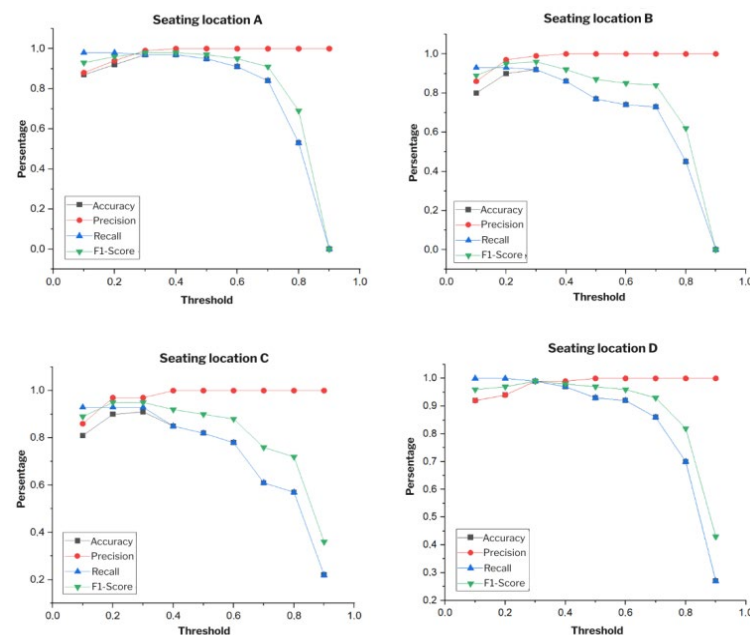 Seating location A
Persentage
1.0
0.8
0.6
0.4
0.2
0.0
Accuracy
Precision
Recall
F1-Score
0.0 0.2 0.4 0.6 0.8 1.0
Threshold
Seating location B
Persentage
1.0
0.8
0.6
0.4
0.2
0.0
Accuracy
Precision
Recall
F1-Score
0.0 0.2 0.4 0.6 0.8 1.0
Threshold
Seating location C
Persentage
1.0
0.8
0.6
0.4
0.2
Accuracy
Precision
Recall
F1-Score
0.0 0.2 0.4 0.6 0.8 1.0
Threshold
Seating location D
Persentage
1.0
0.9
0.8
0.7
0.6
0.5
0.4
0.3
0.2
Accuracy
Precision
Recall
F1-Score
0.0 0.2 0.4 0.6 0.8 1.0
Threshold